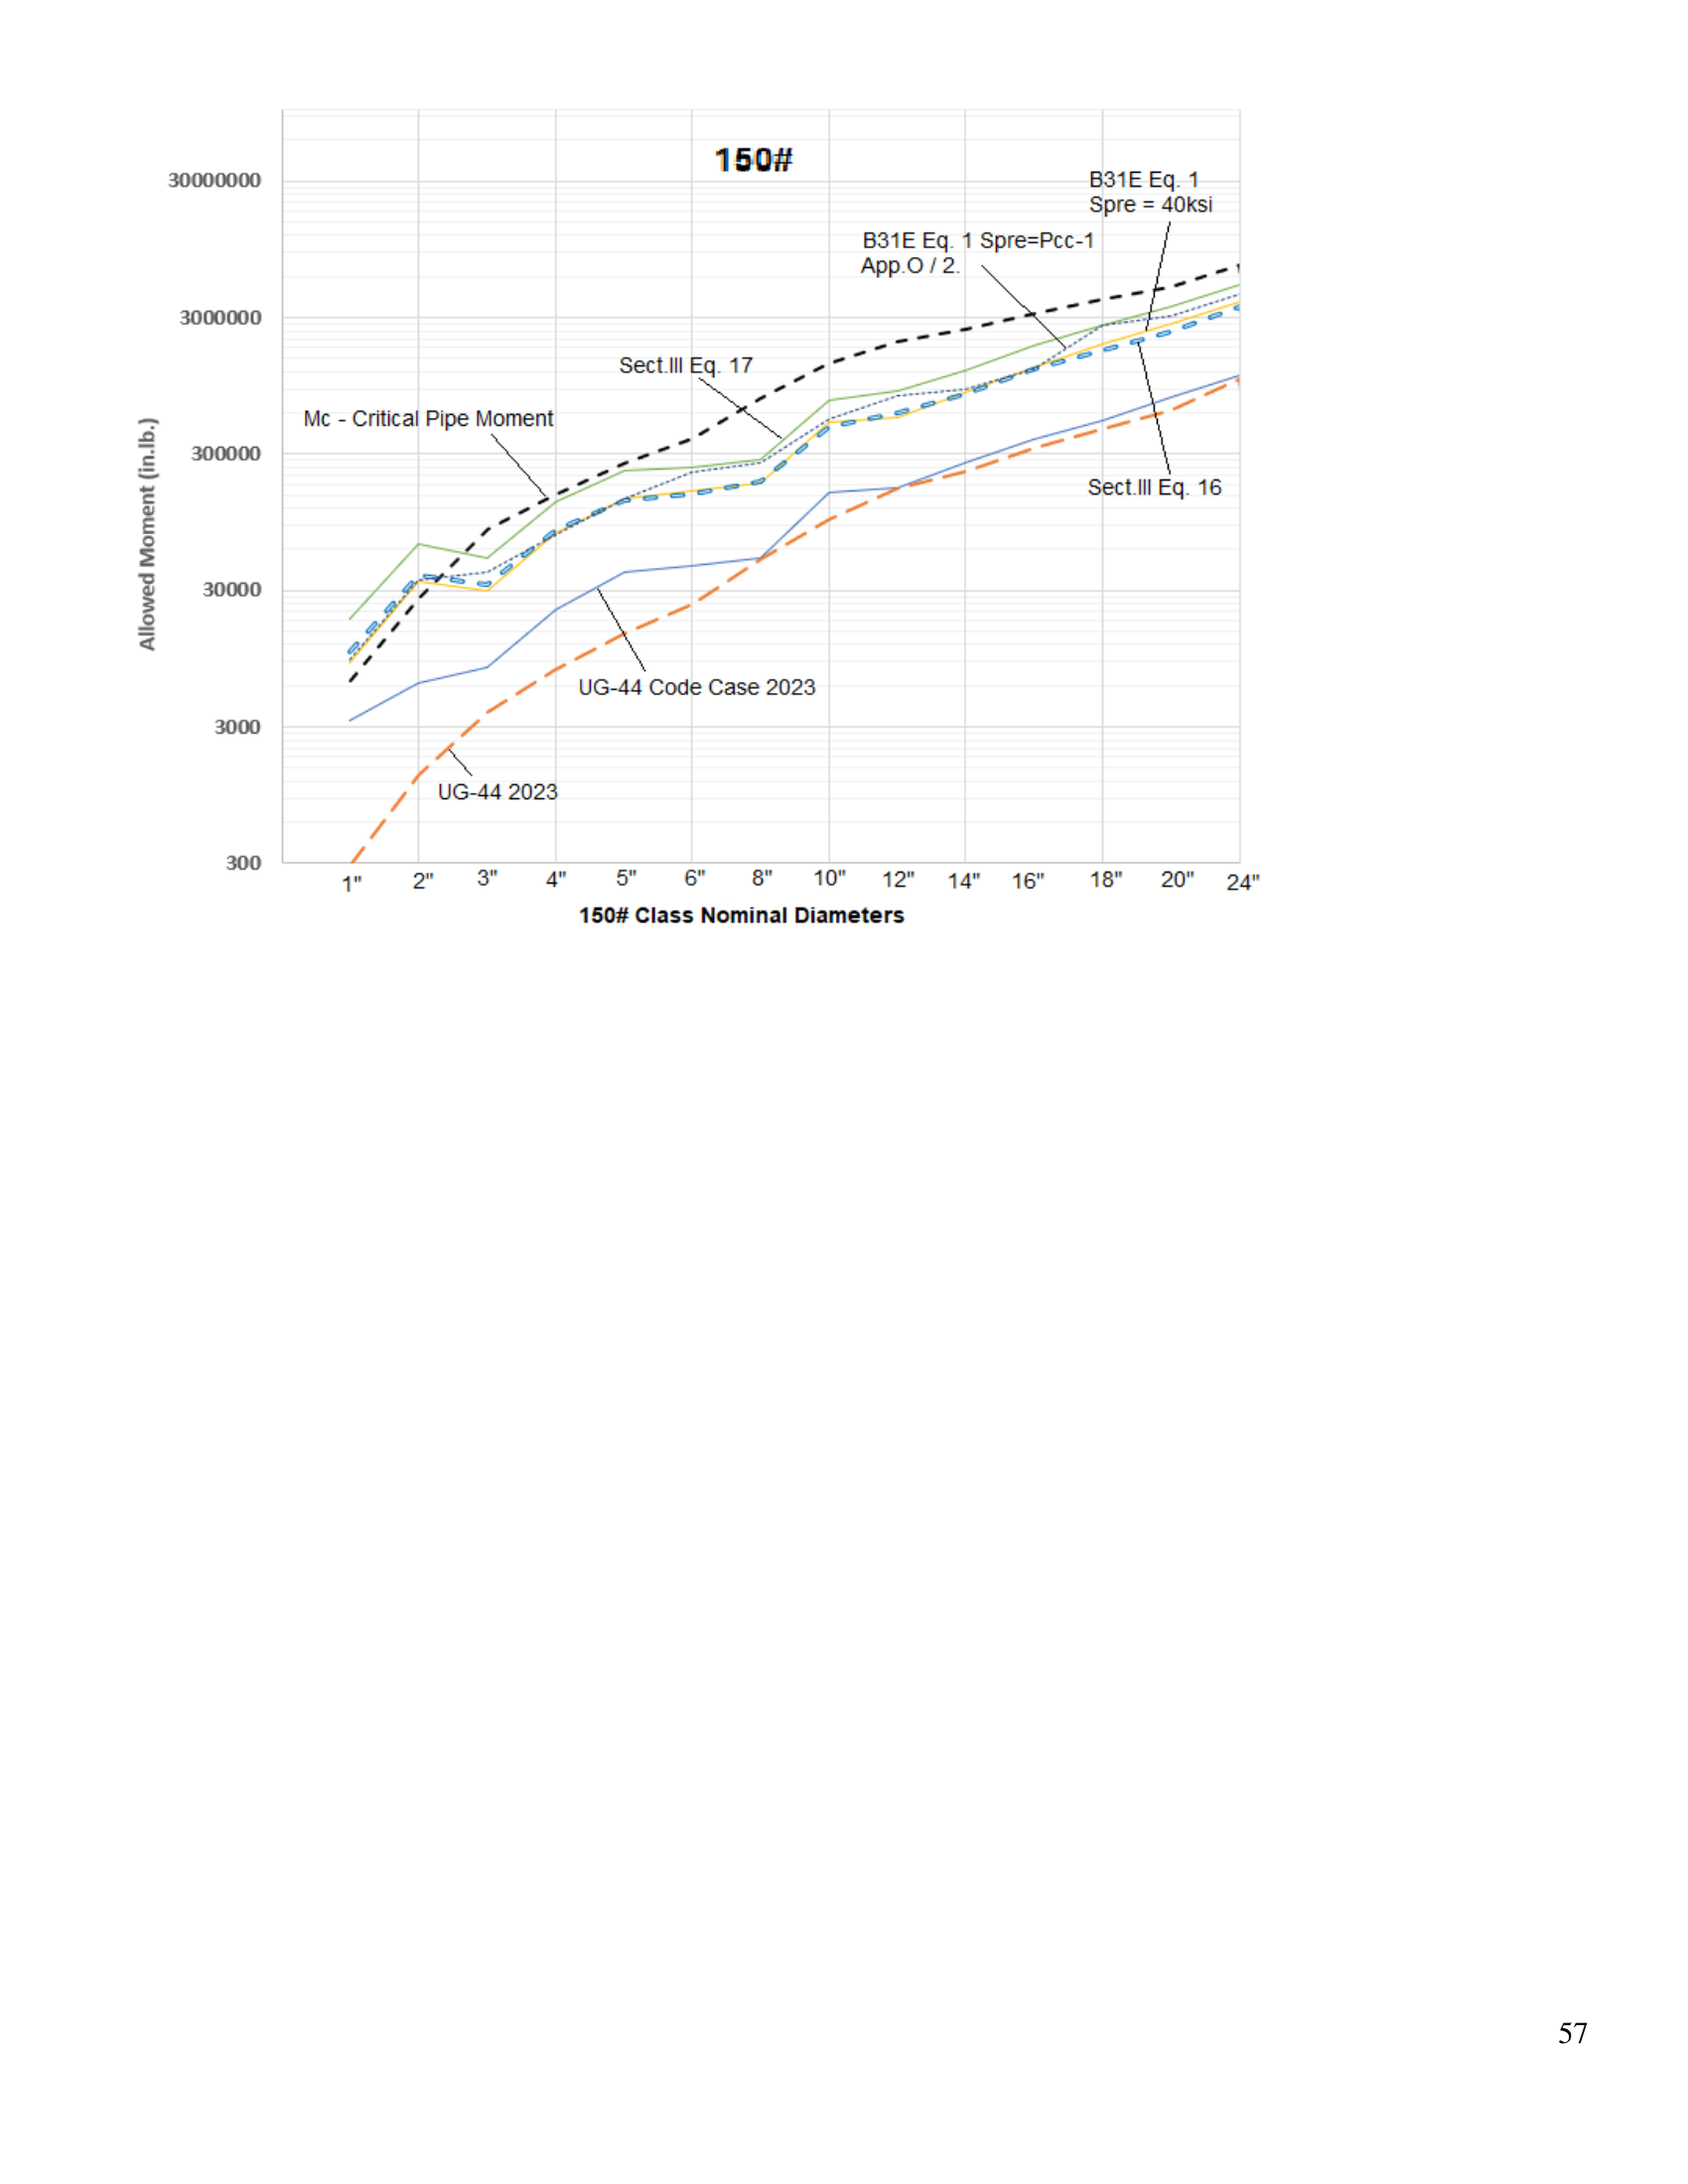 150#
30000000
3000000
300000
30000
3000
300
Allowed Moment (in.lb.)
B31E Eq. 1
Spre = 40ksi
B31E Eq. 1 Spre=Pcc-1
App.O / 2.
Sect.III Eq. 17
Mc - Critical Pipe Moment
Sect.III Eq. 16
UG-44 Code Case 2023
UG-44 2023
1" 2" 3" 4" 5" 6" 8" 10" 12" 14" 16" 18" 20" 24"
150# Class Nominal Diameters
57